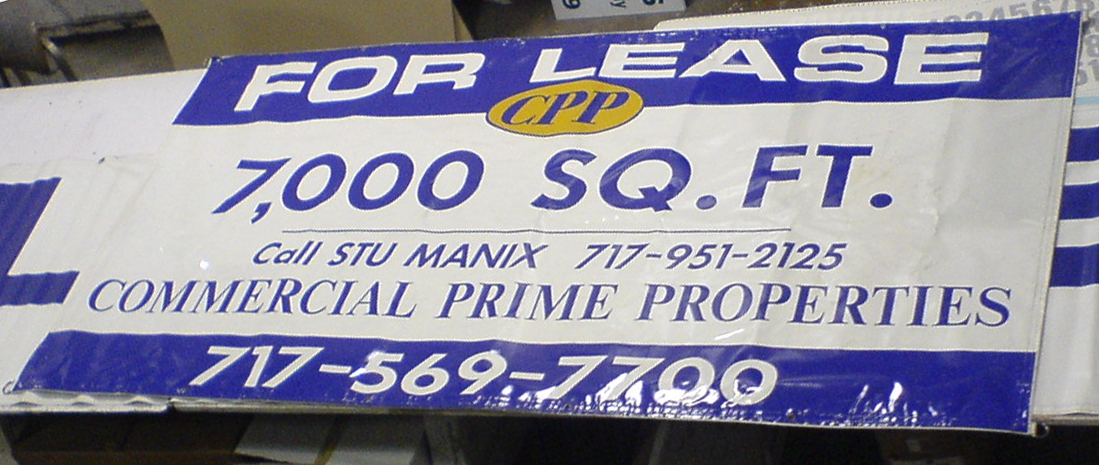 FOR LEASE
CPP
7,000 SQ. FT.
Call STU MANIX 717-951-2125
COMMERCIAL PRIME PROPERTIES
717-569-7700